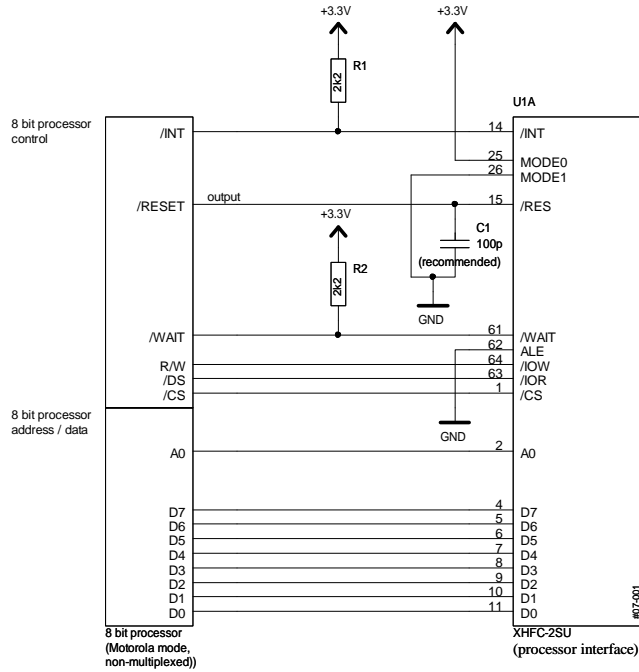 +3.3V
+3.3V
R1
2k2
U1A
8 bit processor
control
/INT
14
/INT
25
MODE0
26
MODE1
/RESET
output
15
/RES
+3.3V
C1
100p
(recommended)
R2
2k2
GND
/WAIT
61
/WAIT
62
ALE
R/W
64
/IOW
/DS
63
/IOR
/CS
1
/CS
8 bit processor
address / data
GND
A0
2
A0
D7
4
D7
D6
5
D6
D5
6
D5
D4
7
D4
D3
8
D3
D2
9
D2
D1
10
D1
D0
11
D0
#07-001
8 bit processor
(Motorola mode,
non-multiplexed))
XHFC-2SU
(processor interface)